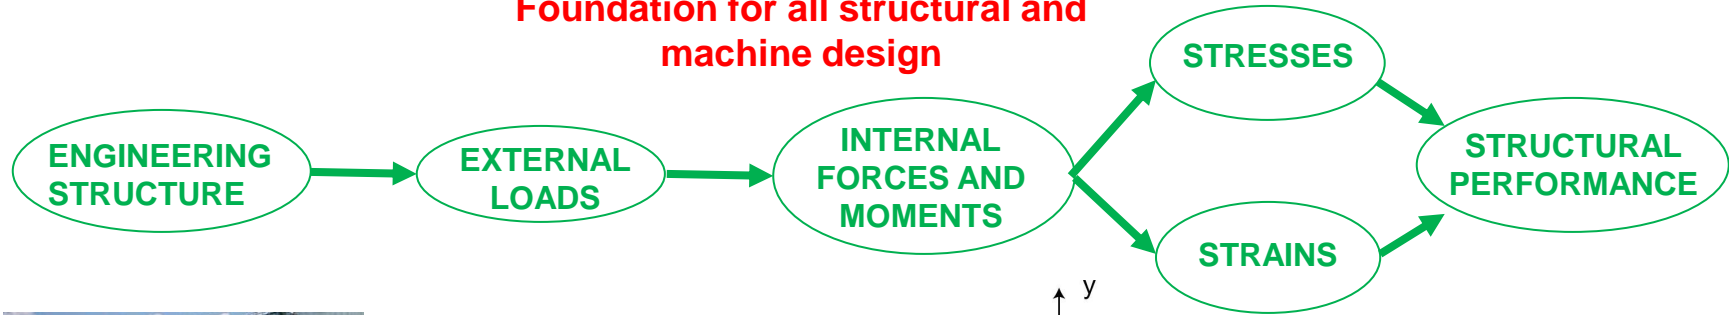 Foundation for all structural and
machine design
ENGINEERING
STRUCTURE
EXTERNAL
LOADS
INTERNAL
FORCES AND
MOMENTS
STRESSES
STRAINS
STRUCTURAL
PERFORMANCE
y